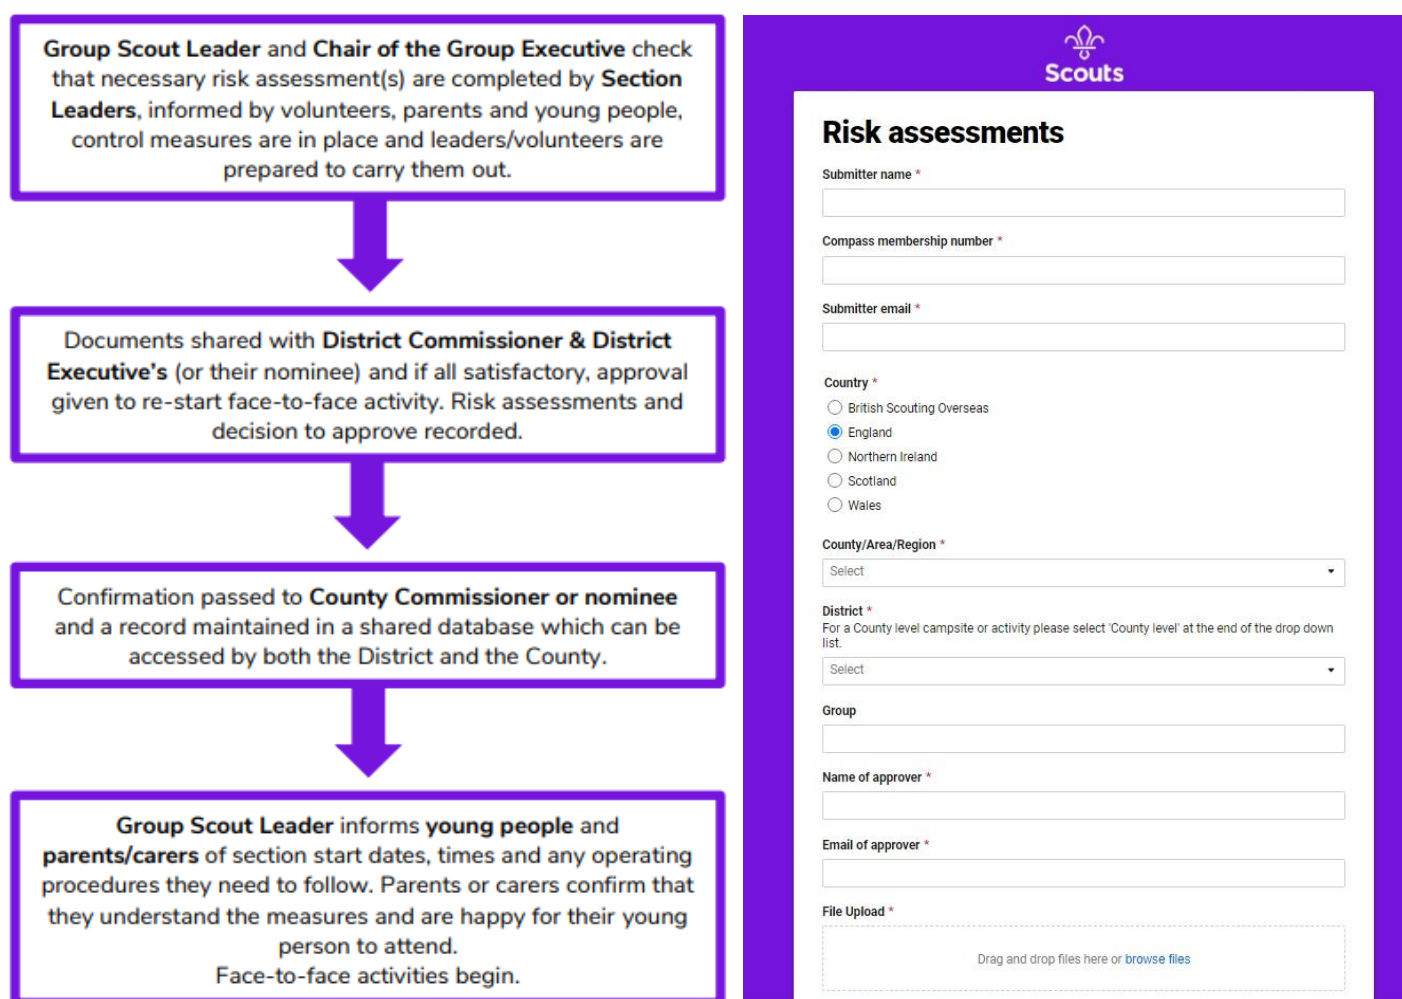 Group Scout Leader and Chair of the Group Executive check
that necessary risk assessment(s) are completed by Section
Leaders, informed by volunteers, parents and young people,
control measures are in place and leaders/volunteers are
prepared to carry them out.
Documents shared with District Commissioner & District
Executive's (or their nominee) and if all satisfactory, approval
given to re-start face-to-face activity. Risk assessments and
decision to approve recorded.
Confirmation passed to County Commissioner or nominee
and a record maintained in a shared database which can be
accessed by both the District and the County.
Group Scout Leader informs young people and
parents/carers of section start dates, times and any operating
procedures they need to follow. Parents or carers confirm that
they understand the measures and are happy for their young
person to attend.
Face-to-face activities begin.
Scouts
Risk assessments
Submitter name *
Compass membership number *
Submitter email *
Country *
British Scouting Overseas
England
Northern Ireland
Scotland
Wales
County/Area/Region *
Select
District *
For a County level campsite or activity please select 'County level' at the end of the drop down
list.
Select
Group
Name of approver *
Email of approver *
File Upload *
Drag and drop files here or browse files